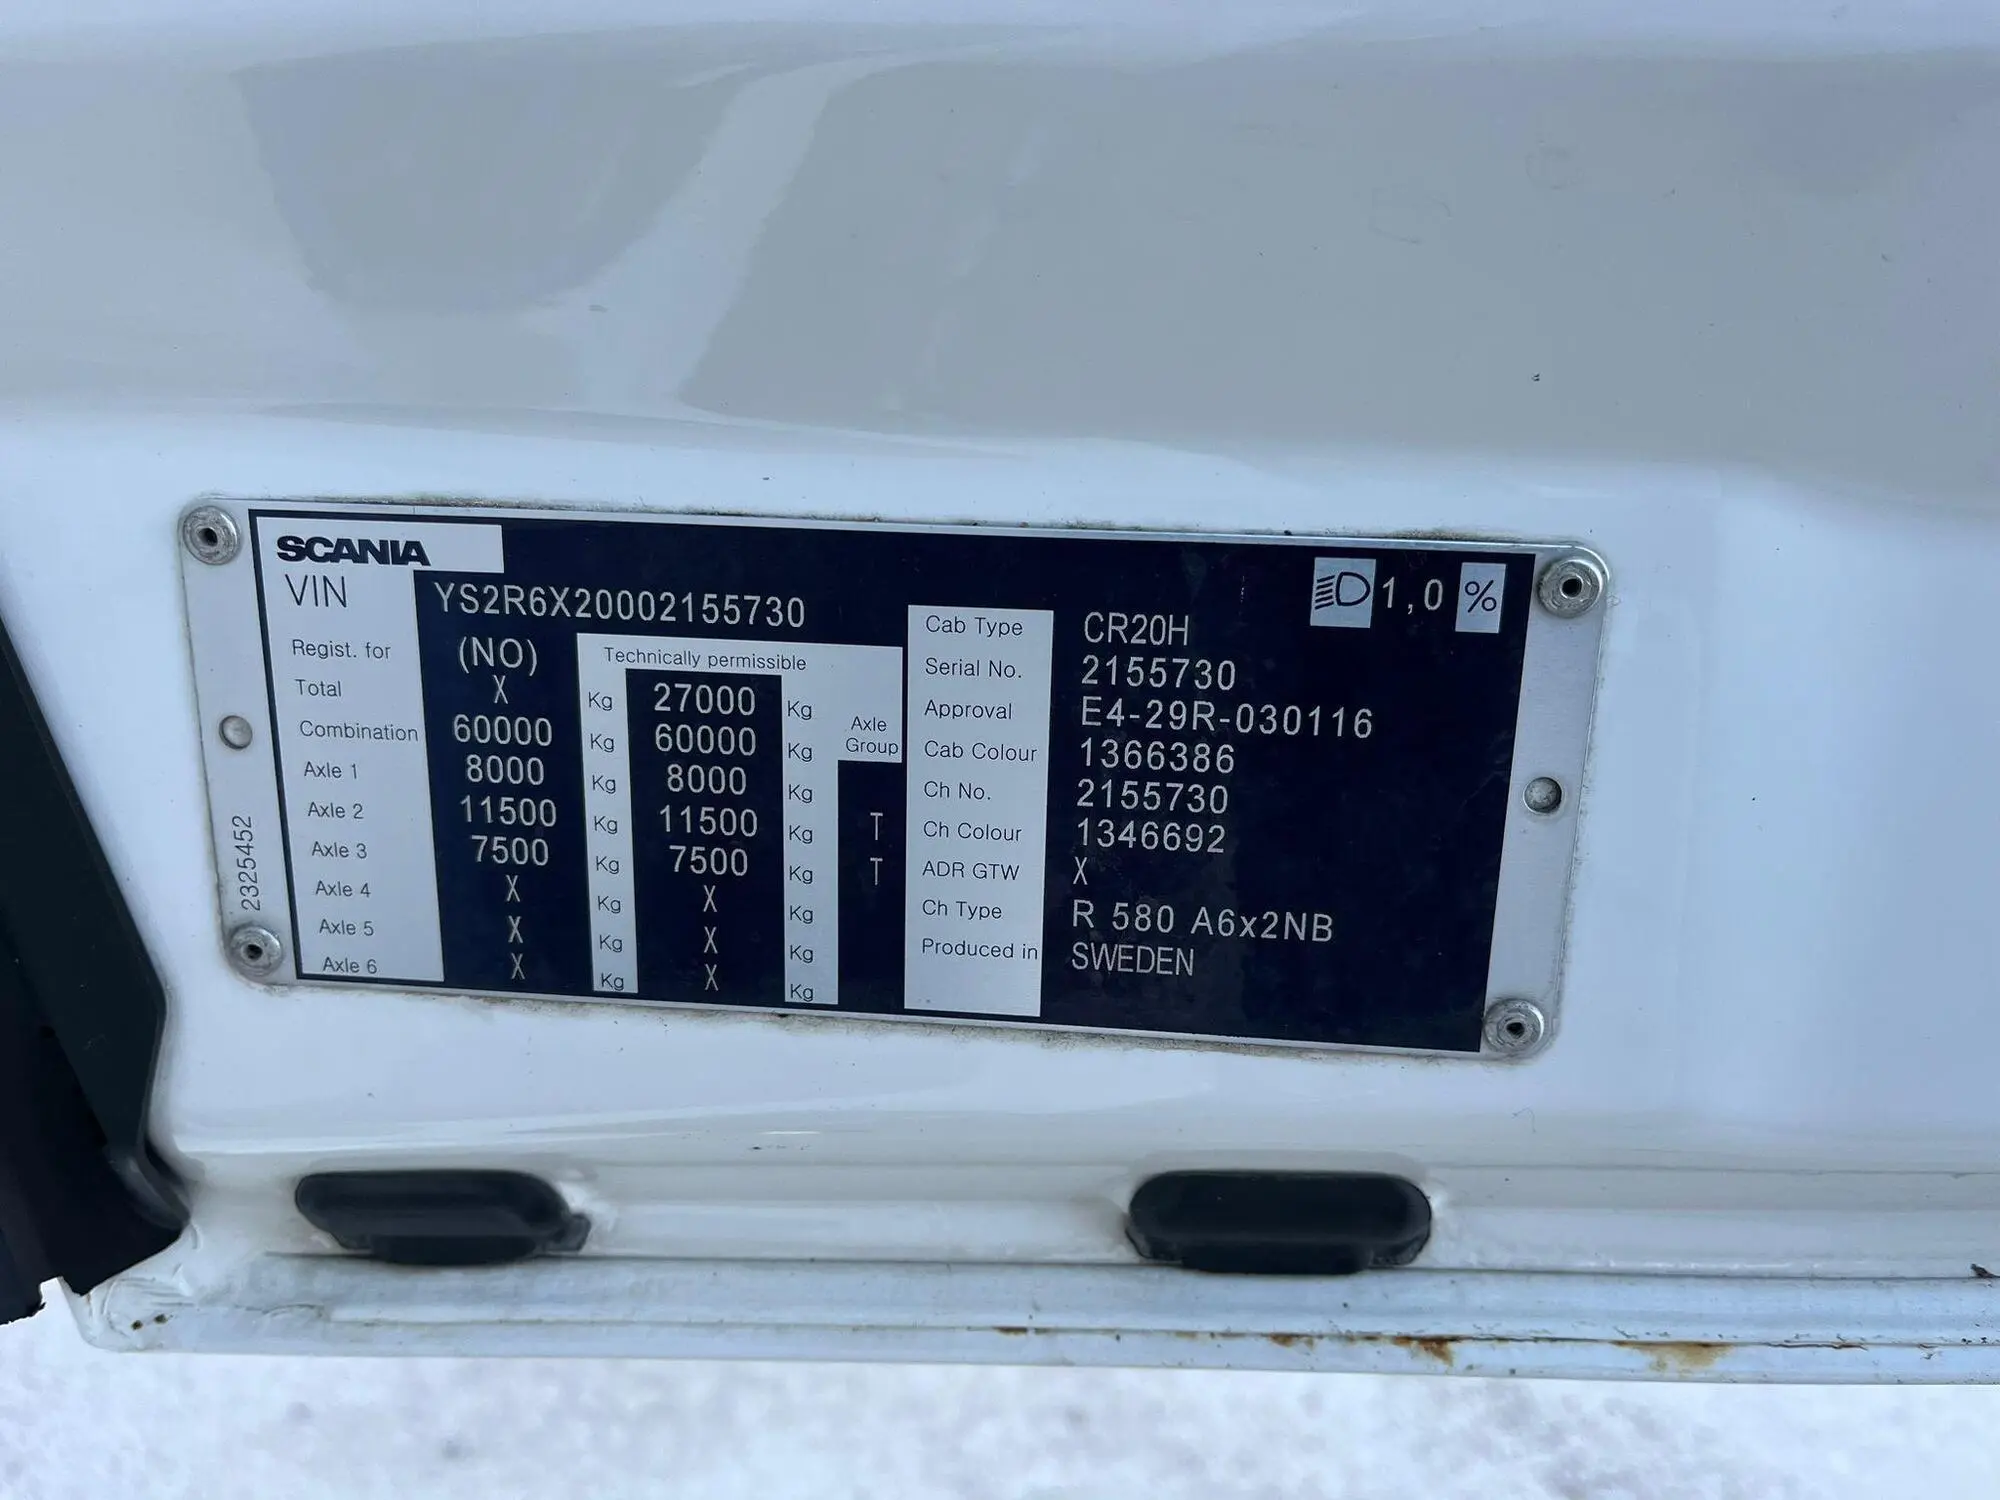 SCANIA
VIN YS2R6X20002155730
1,0 %
Regist. for (NO) Technically permissible
Total X Kg 27000 Kg
Combination 60000 Kg 60000 Kg Axle Group
Axle 1 8000 Kg 8000 Kg
Axle 2 11500 Kg 11500 Kg T
Axle 3 7500 Kg 7500 Kg T
Axle 4 X Kg X Kg
Axle 5 X Kg X Kg
Axle 6 X Kg X Kg
Cab Type CR20H
Serial No. 2155730
Approval E4-29R-030116
Cab Colour 1366386
Ch No. 2155730
Ch Colour 1346692
ADR GTW X
Ch Type R 580 A6x2NB
Produced in SWEDEN
2325452